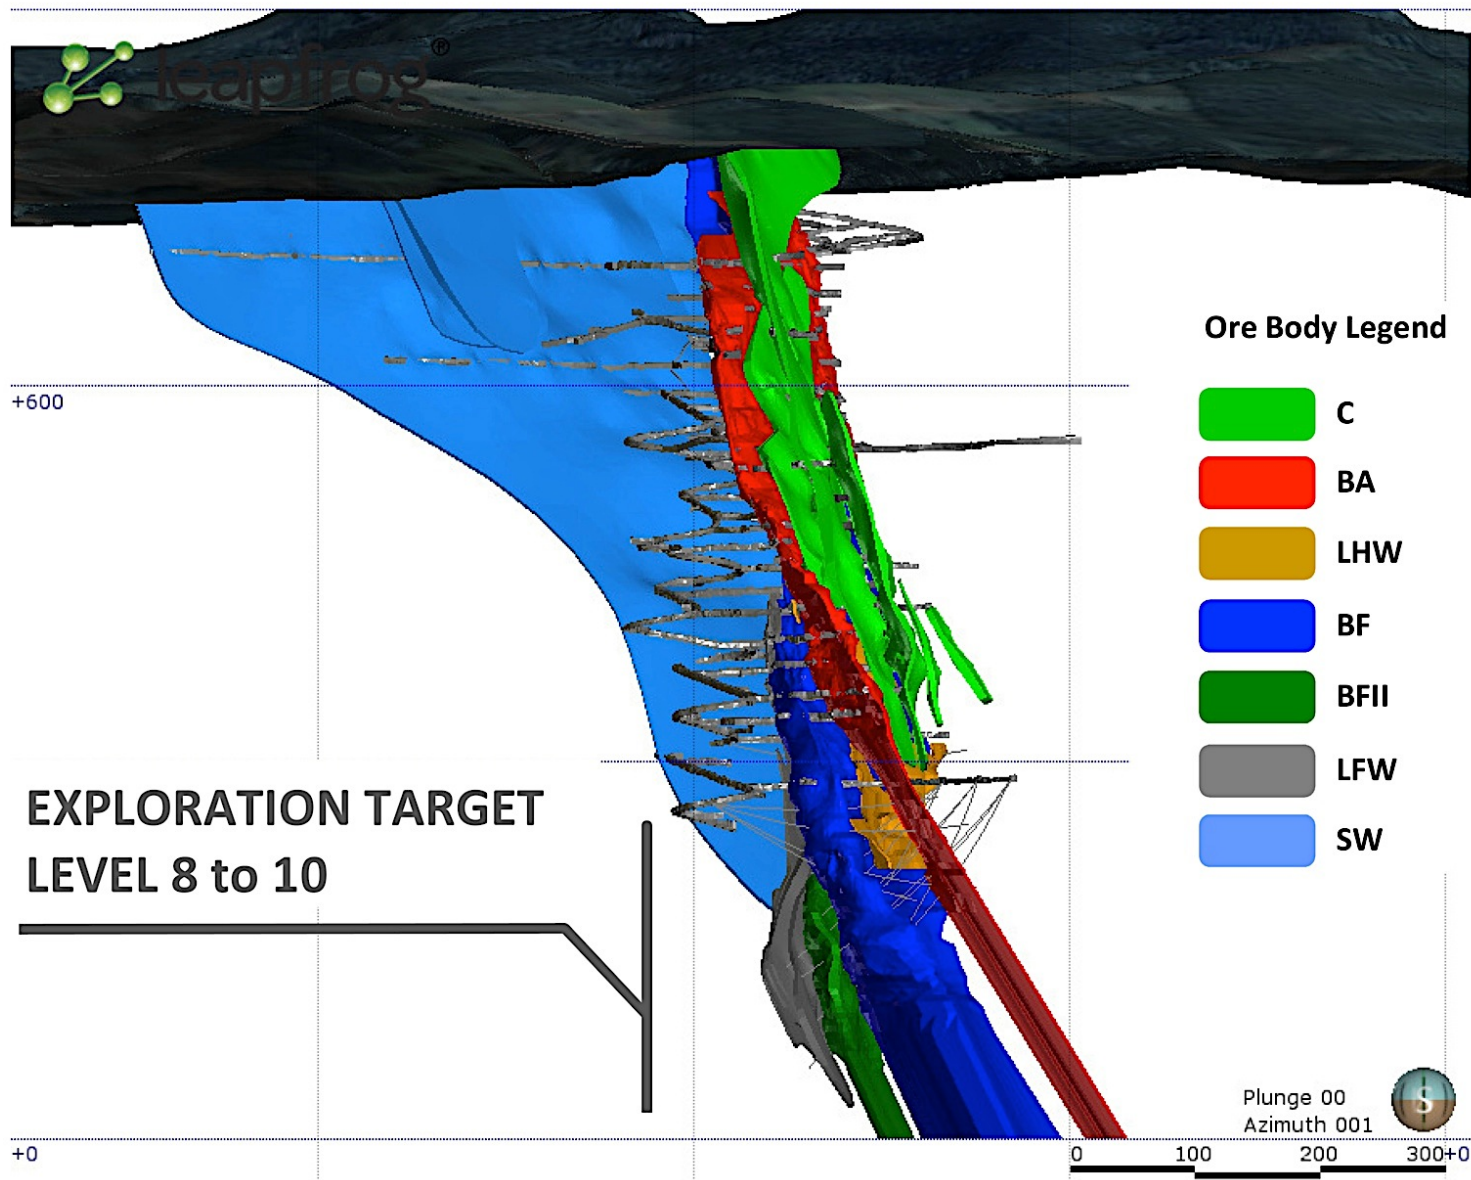 leapfrog®
Ore Body Legend
C
BA
LHW
BF
BFII
LFW
SW
+600
EXPLORATION TARGET
LEVEL 8 to 10
Plunge 00
Azimuth 001
S
+0
0 100 200 300
+0